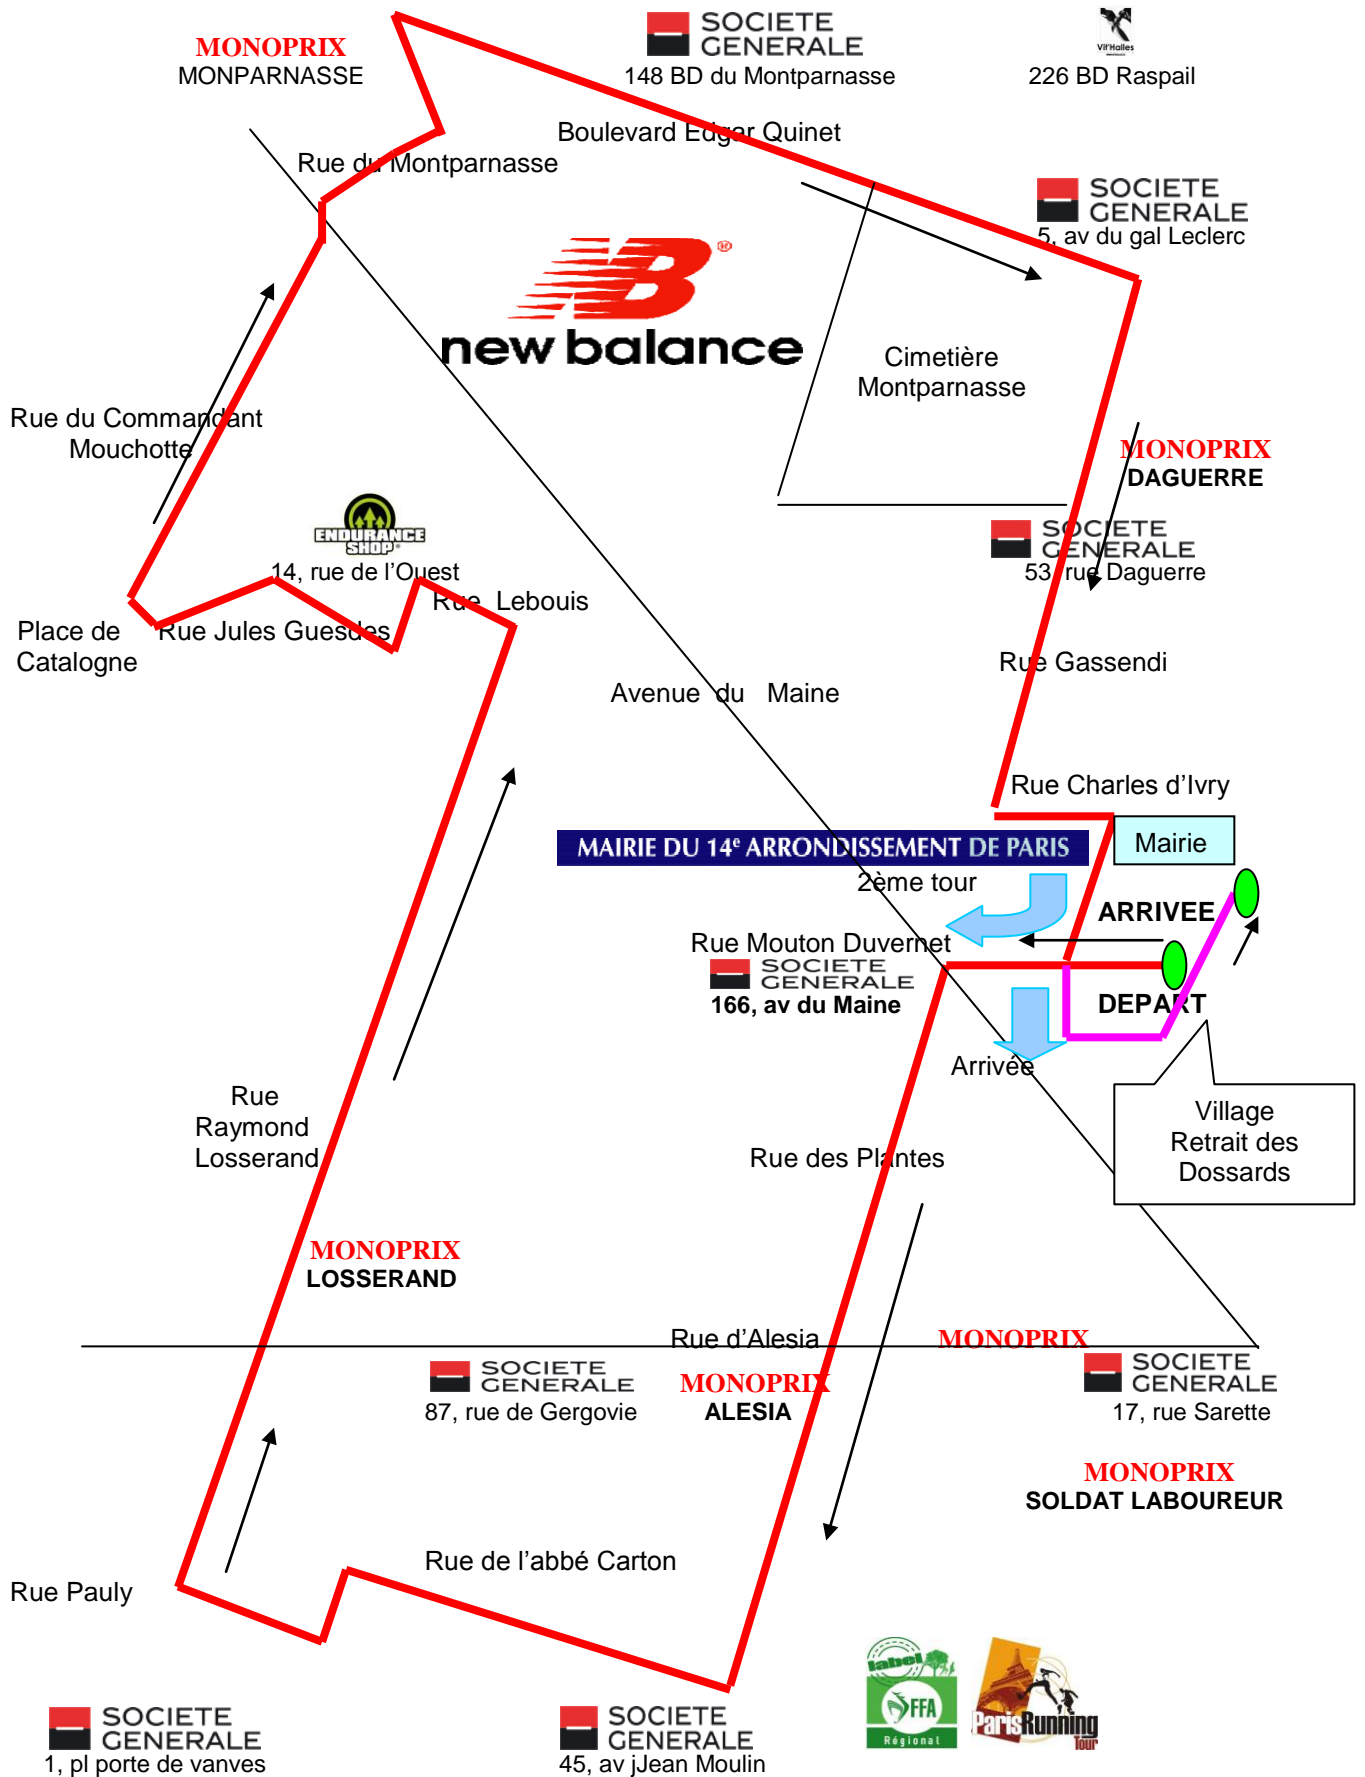 MONOPRIX
MONPARNASSE
SOCIETE
GENERALE
148 BD du Montparnasse
Vit'Halles
226 BD Raspail
Boulevard Edgar Quinet
Rue du Montparnasse
SOCIETE
GENERALE
5, av du gal Leclerc
new balance
Cimetière
Montparnasse
Rue du Commandant
Mouchotte
MONOPRIX
DAGUERRE
ENDURANCE
SHOP
14, rue de l'Ouest
SOCIETE
GENERALE
53, rue Daguerre
Rue Lebouis
Place de
Catalogne
Rue Jules Guesdes
Rue Gassendi
Avenue du Maine
Rue Charles d'Ivry
MAIRIE DU 14e ARRONDISSEMENT DE PARIS
Mairie
2ème tour
ARRIVEE
Rue Mouton Duvernet
SOCIETE
GENERALE
166, av du Maine
DEPART
Arrivée
Rue
Raymond
Losserand
Village
Retrait des
Dossards
Rue des Plantes
MONOPRIX
LOSSERAND
Rue d'Alesia
MONOPRIX
SOCIETE
GENERALE
87, rue de Gergovie
MONOPRIX
ALESIA
SOCIETE
GENERALE
17, rue Sarette
MONOPRIX
SOLDAT LABOUREUR
Rue de l'abbé Carton
Rue Pauly
label
FFA
Régional
ParisRunning
Tour
SOCIETE
GENERALE
1, pl porte de vanves
SOCIETE
GENERALE
45, av jJean Moulin